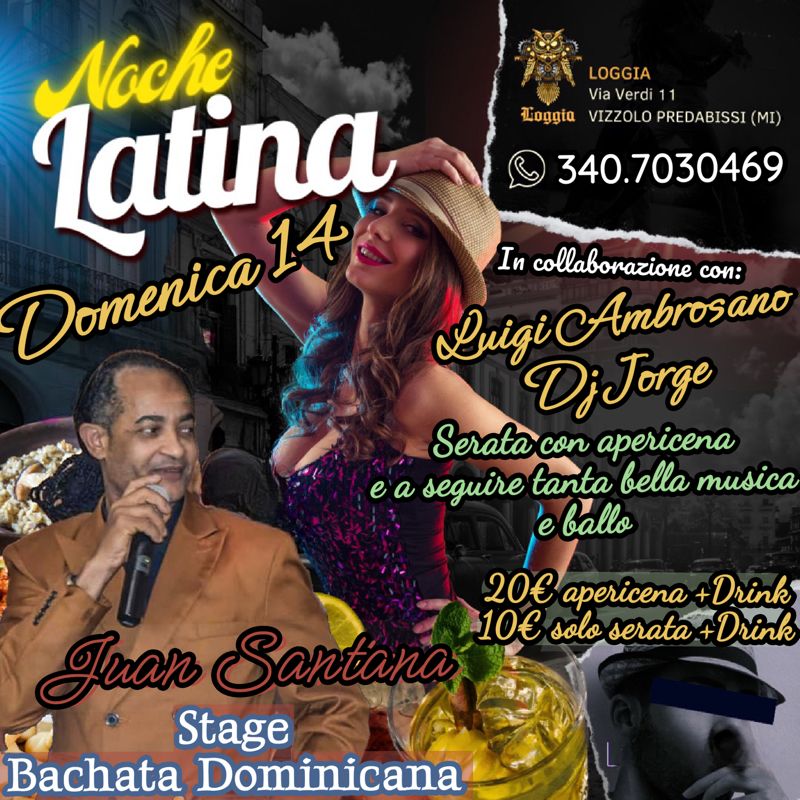 Noche
Latina
Domenica 14
Loggia
LOGGIA
Via Verdi 11
VIZZOLO PREDABISSI (MI)
340.7030469
In collaborazione con:
Luigi Ambrosano
Dj Jorge
Serata con apericena
e a seguire tanta bella musica
e ballo
20€ apericena +Drink
10€ solo serata +Drink
Juan Santana
Stage
Bachata Dominicana
L